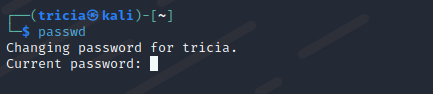 ┌──(tricia㉿kali)-[~]
└─$ passwd
Changing password for tricia.
Current password: